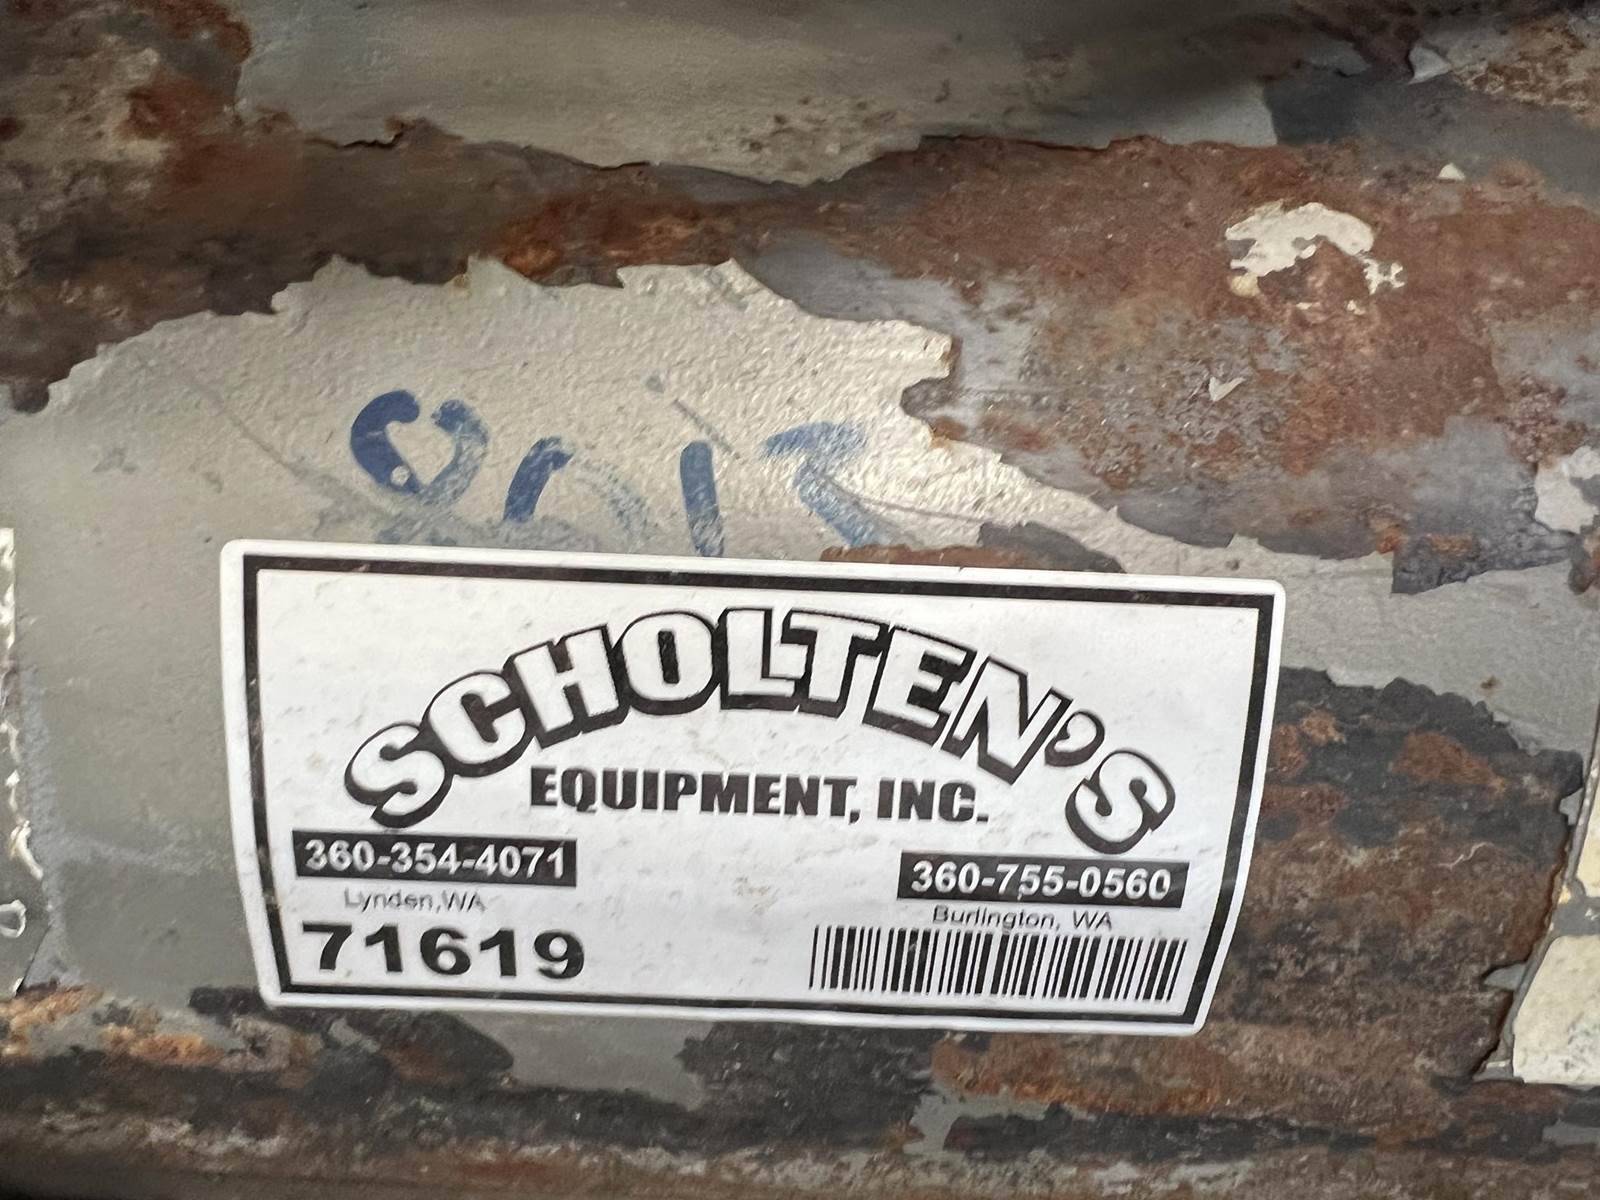 SCHOLTEN'S
EQUIPMENT, INC.
360-354-4071
Lynden, WA
71619
360-755-0560
Burlington, WA